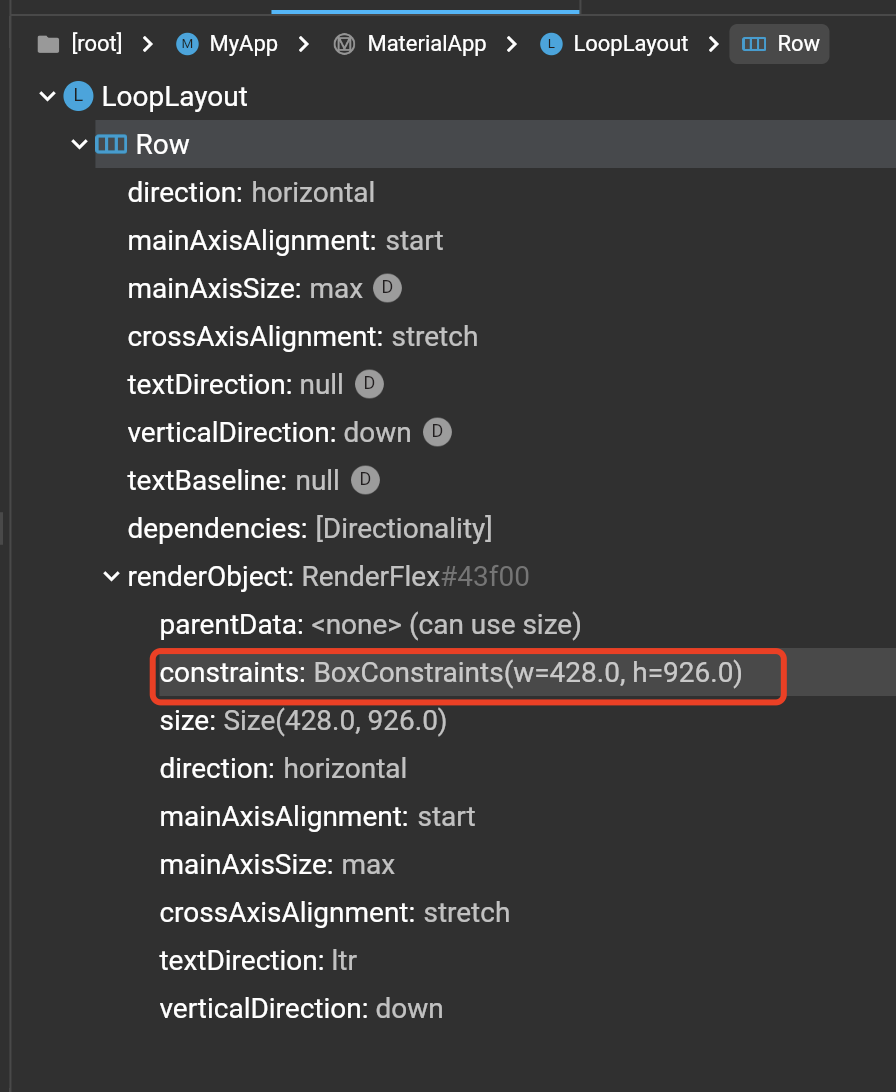 [root] > M MyApp > M MaterialApp > L LoopLayout > Row
L LoopLayout
Row
direction: horizontal
mainAxisAlignment: start
mainAxisSize: max D
crossAxisAlignment: stretch
textDirection: null D
verticalDirection: down D
textBaseline: null D
dependencies: [Directionality]
renderObject: RenderFlex#43f00
parentData: <none> (can use size)
constraints: BoxConstraints(w=428.0, h=926.0)
size: Size(428.0, 926.0)
direction: horizontal
mainAxisAlignment: start
mainAxisSize: max
crossAxisAlignment: stretch
textDirection: ltr
verticalDirection: down